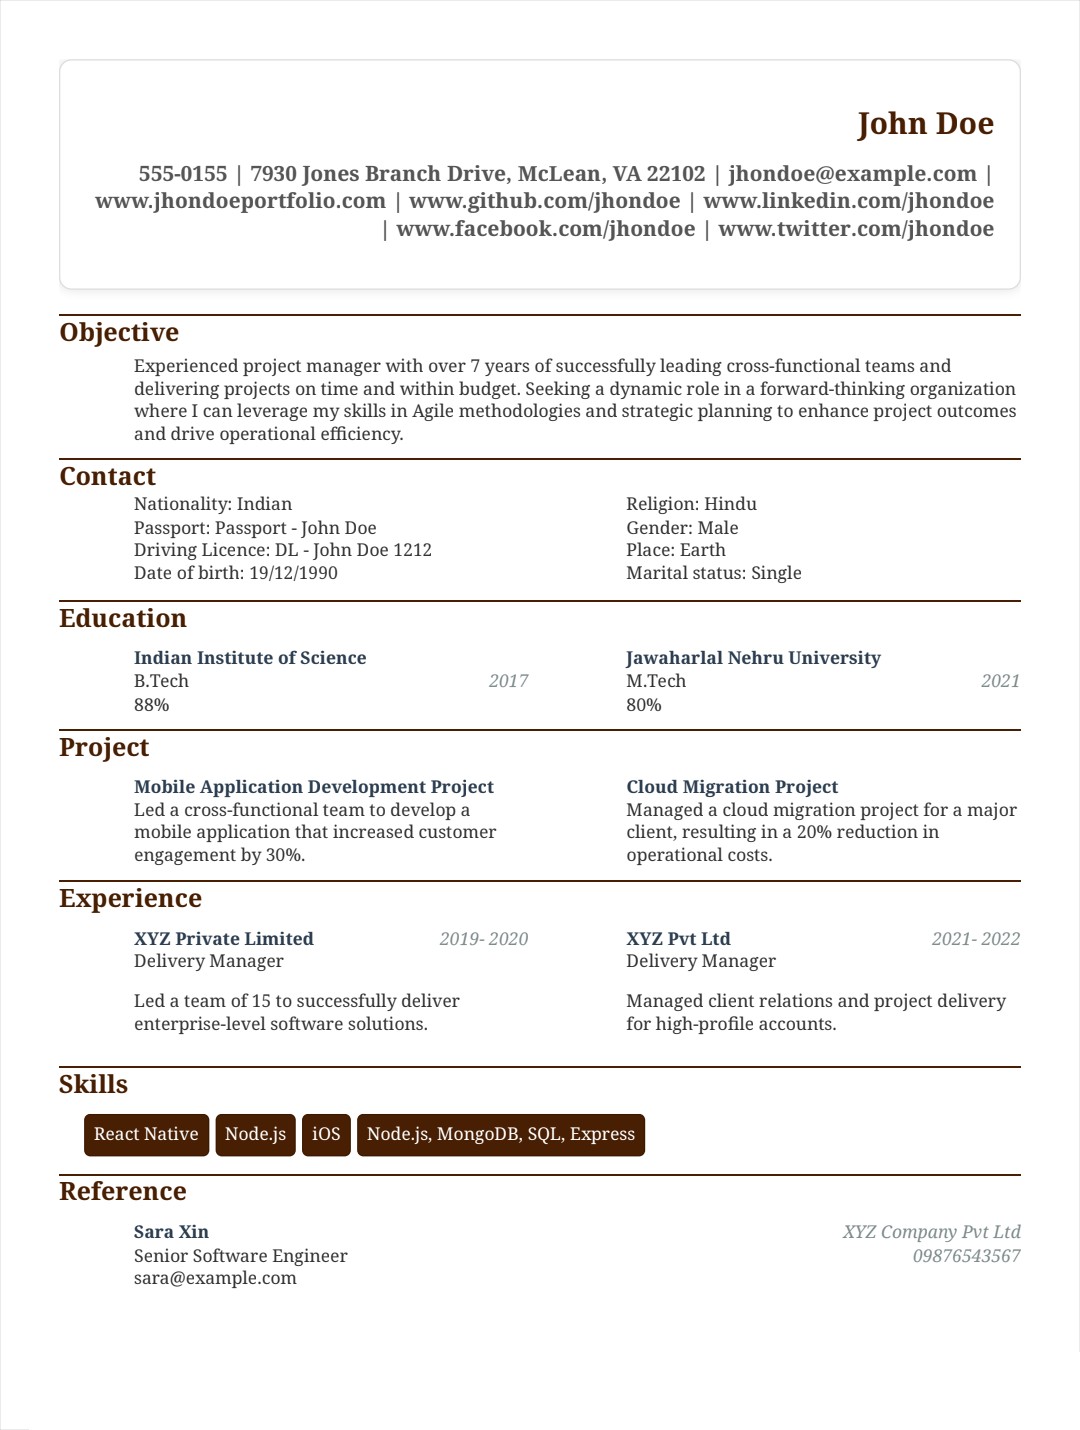 John Doe
555-0155 | 7930 Jones Branch Drive, McLean, VA 22102 | jhondoe@example.com |
www.jhondoeportfolio.com | www.github.com/jhondoe | www.linkedin.com/jhondoe
| www.facebook.com/jhondoe | www.twitter.com/jhondoe
Objective
Experienced project manager with over 7 years of successfully leading cross-functional teams and
delivering projects on time and within budget. Seeking a dynamic role in a forward-thinking organization
where I can leverage my skills in Agile methodologies and strategic planning to enhance project outcomes
and drive operational efficiency.
Contact
Nationality: Indian
Passport: Passport - John Doe
Driving Licence: DL - John Doe 1212
Date of birth: 19/12/1990
Religion: Hindu
Gender: Male
Place: Earth
Marital status: Single
Education
Indian Institute of Science
B.Tech 2017
88%
Jawaharlal Nehru University
M.Tech 2021
80%
Project
Mobile Application Development Project
Led a cross-functional team to develop a
mobile application that increased customer
engagement by 30%.
Cloud Migration Project
Managed a cloud migration project for a major
client, resulting in a 20% reduction in
operational costs.
Experience
XYZ Private Limited 2019- 2020
Delivery Manager
Led a team of 15 to successfully deliver
enterprise-level software solutions.
XYZ Pvt Ltd 2021- 2022
Delivery Manager
Managed client relations and project delivery
for high-profile accounts.
Skills
React Native Node.js iOS Node.js, MongoDB, SQL, Express
Reference
Sara Xin XYZ Company Pvt Ltd
Senior Software Engineer 09876543567
sara@example.com